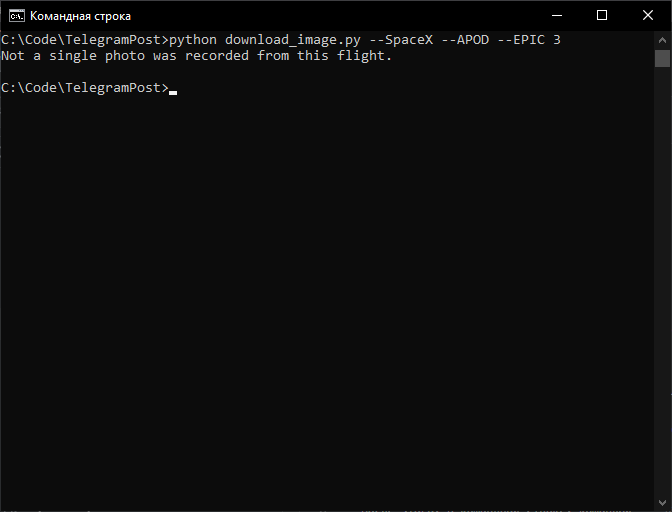 Командная строка
C:\Code\TelegramPost>python download_image.py --SpaceX --APOD --EPIC 3
Not a single photo was recorded from this flight.
C:\Code\TelegramPost>